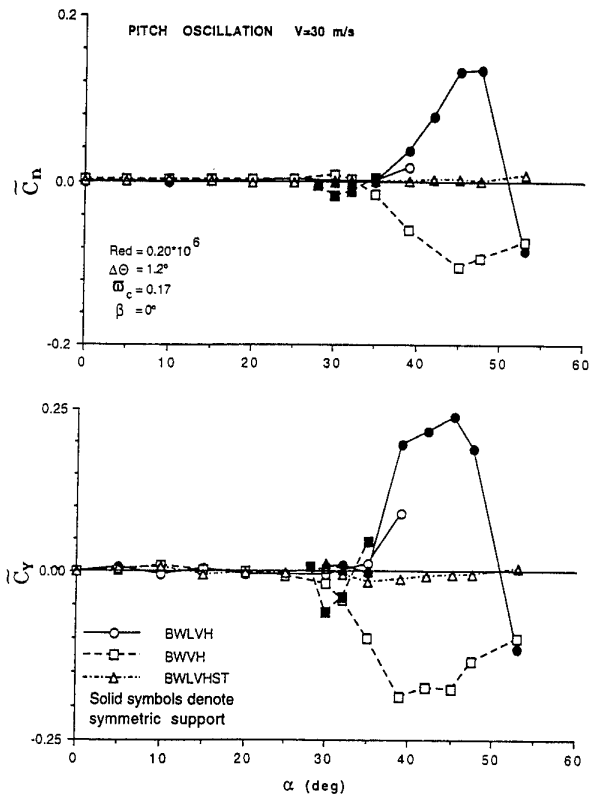 PITCH OSCILLATION V=30 m/s
0.2
C̃n
0.0
Red = 0.20*10^6
ΔΘ = 1.2°
ϖc = 0.17
β = 0°
-0.2
0 10 20 30 40 50 60
0.25
C̃Y
0.00
BWLVH
BWVH
BWLVHST
Solid symbols denote
symmetric support
-0.25
0 10 20 30 40 50 60
α (deg)